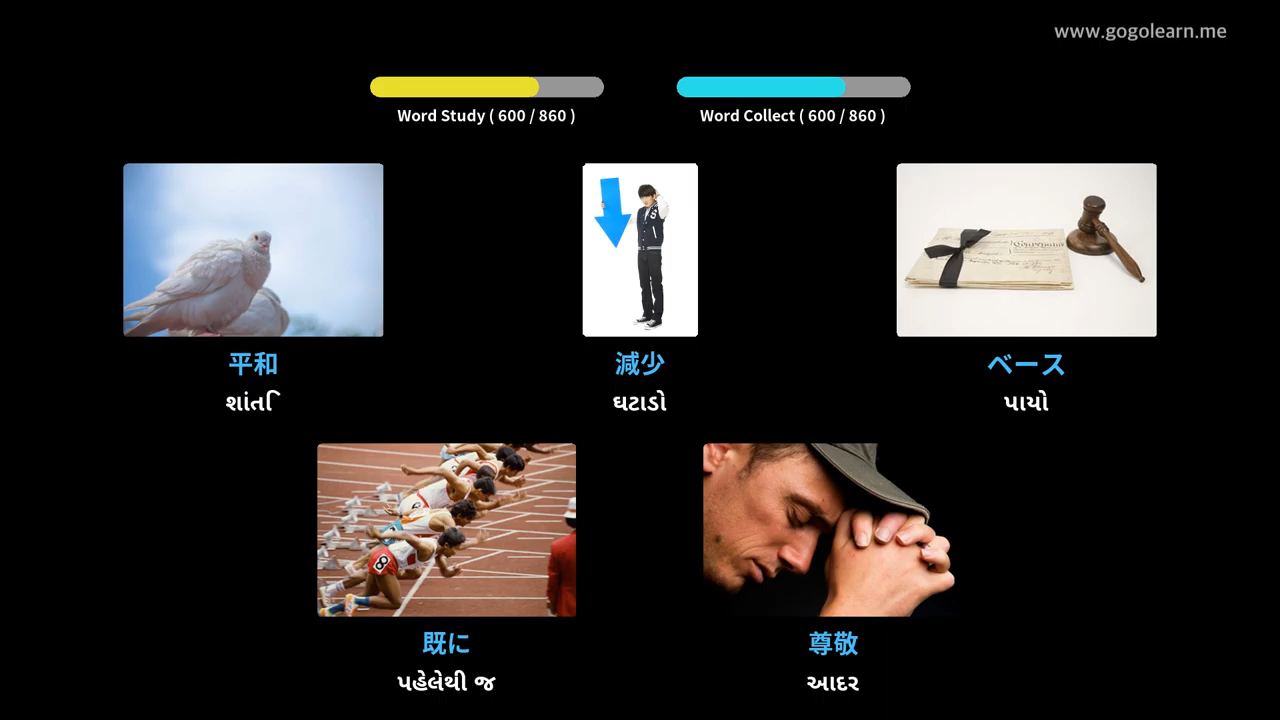 www.gogolearn.me
Word Study ( 600 / 860 )
Word Collect ( 600 / 860 )
平和
શાંતિ
減少
ઘટાડો
ベース
પાયો
既に
પહેલેથી જ
尊敬
આદર